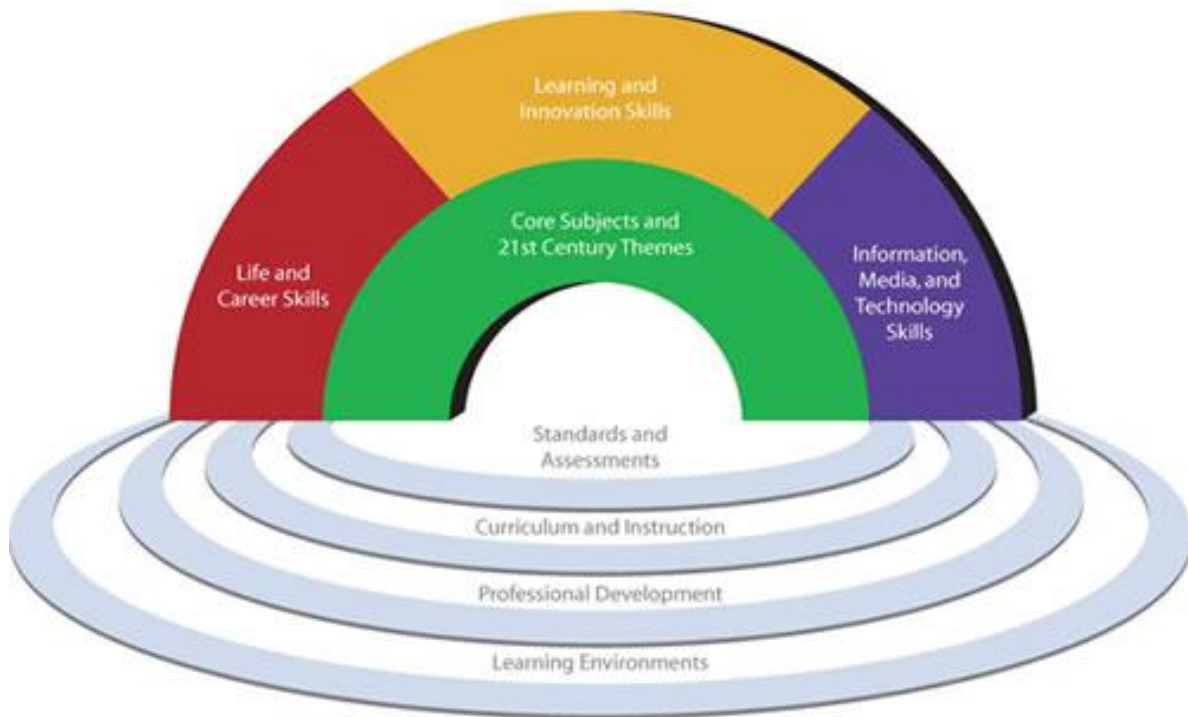 Learning and
Innovation Skills
Core Subjects and
21st Century Themes
Life and
Career Skills
Information,
Media, and
Technology
Skills
Standards and
Assessments
Curriculum and Instruction
Professional Development
Learning Environments